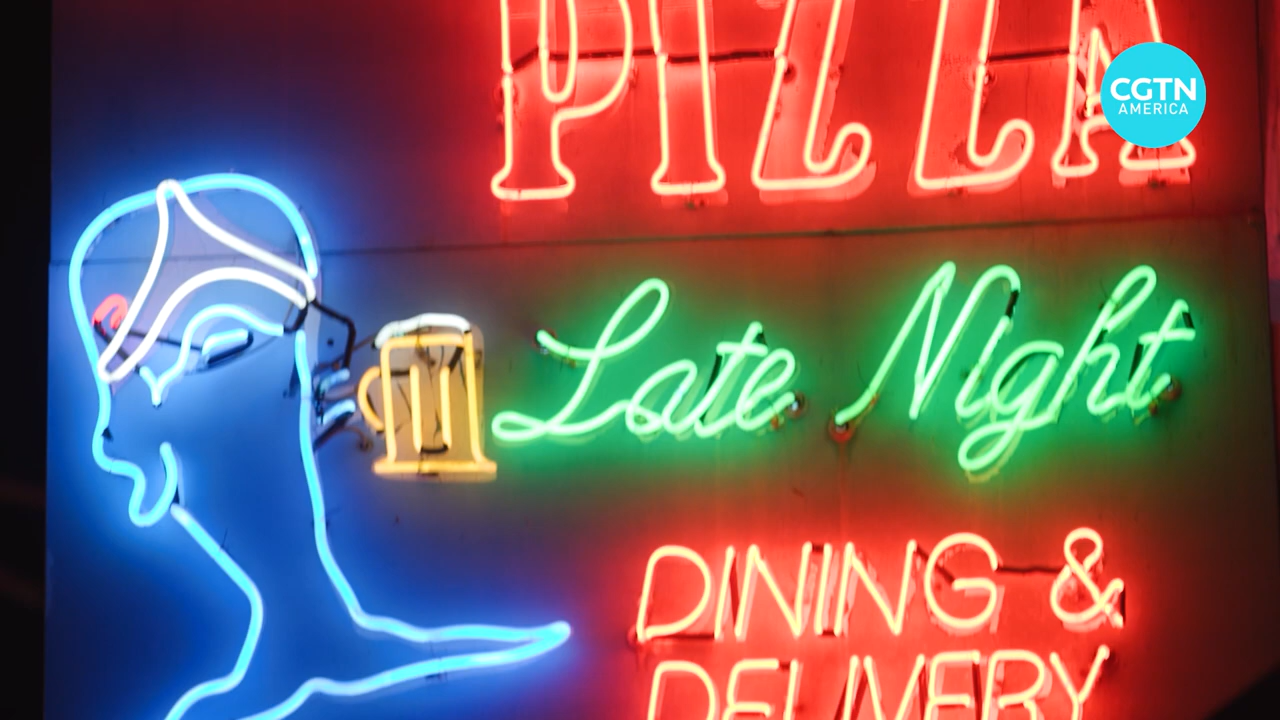 PIZZA
CGTN
AMERICA
Late Night
DINING &
DELIVERY